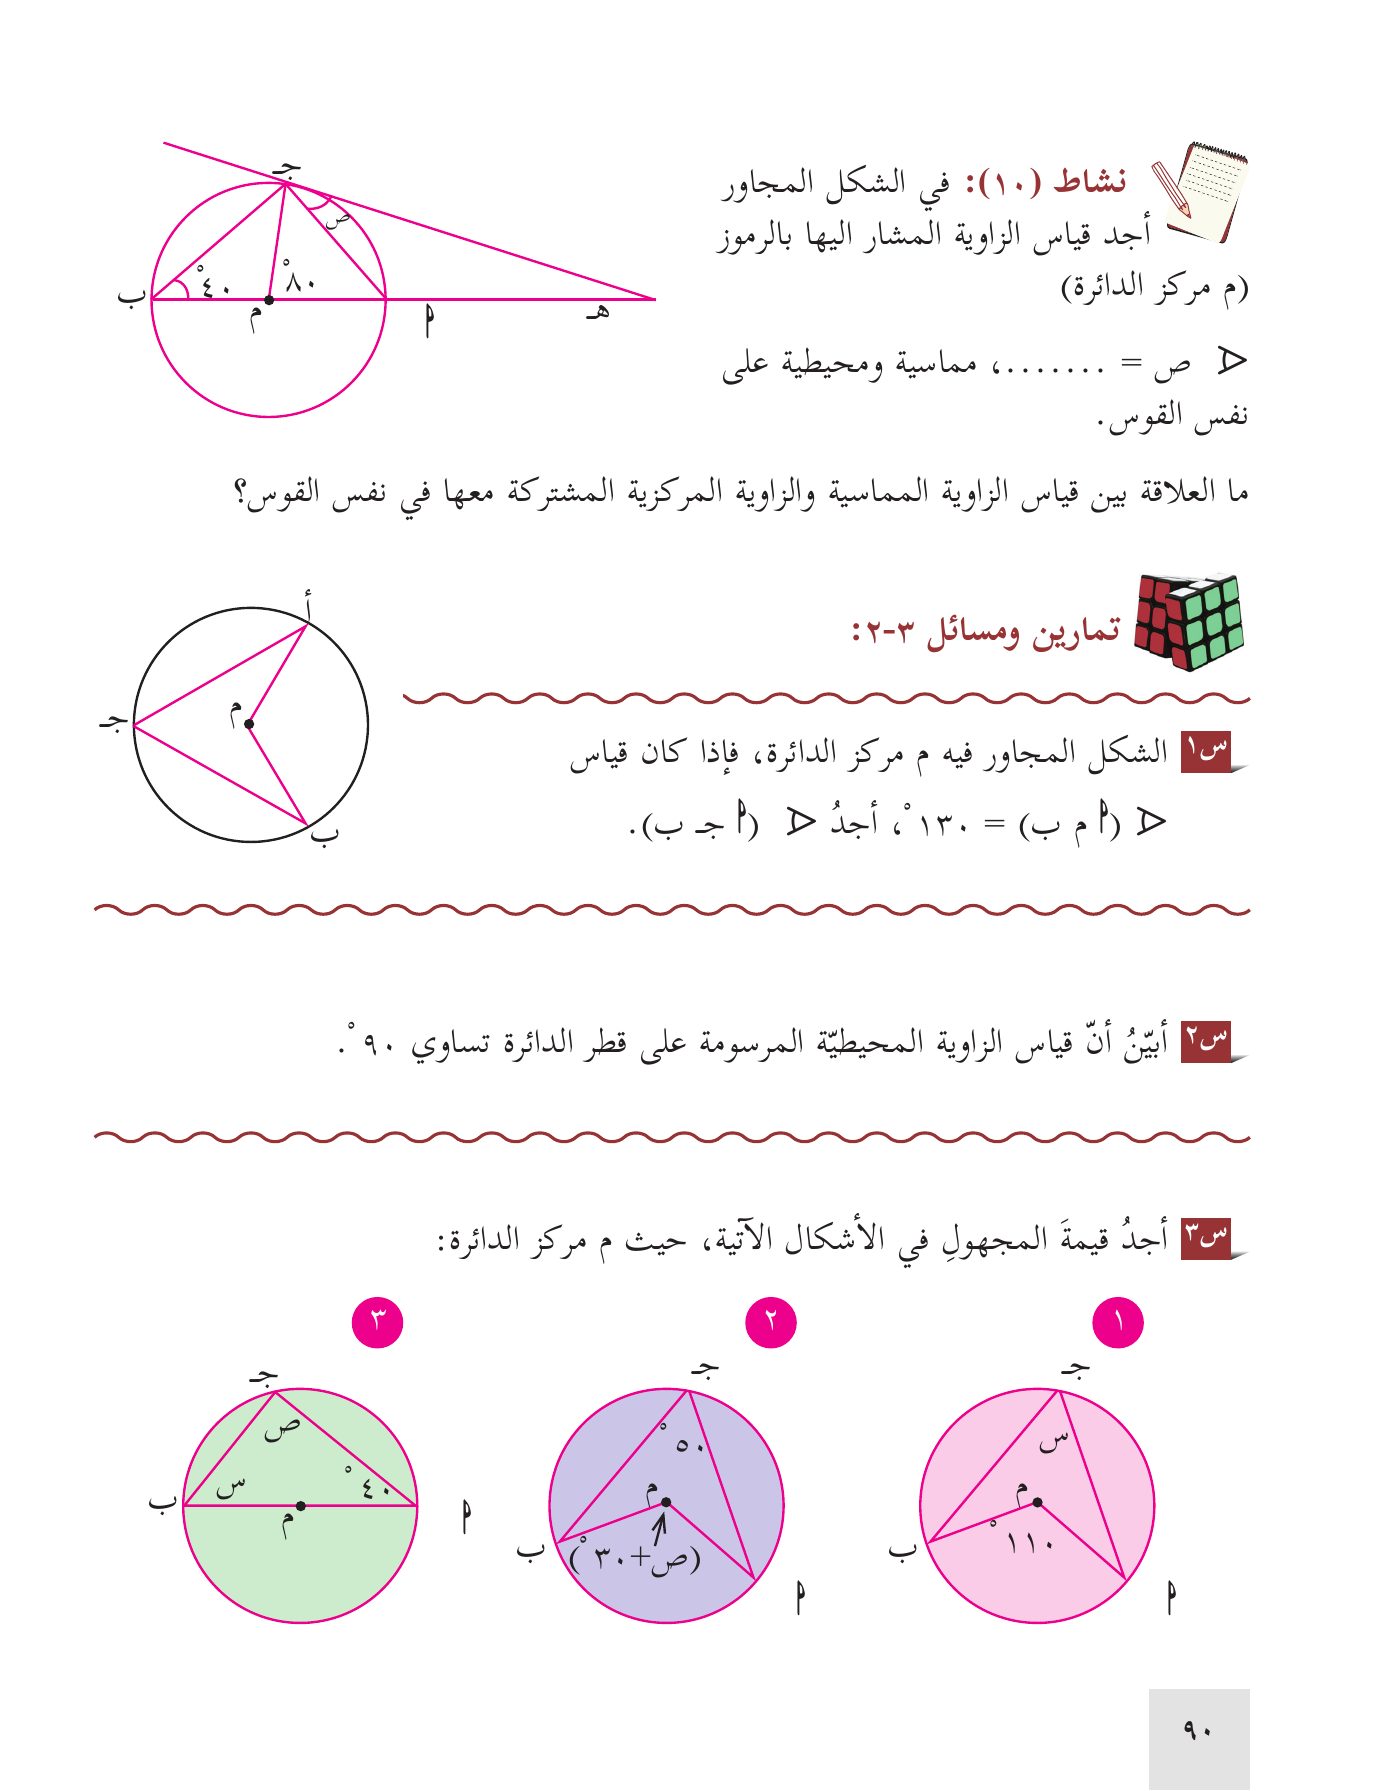 نشاط (١٠): في الشكل المجاور
أجد قياس الزاوية المشار اليها بالرموز
(م مركز الدائرة)
جـ
ص
٨٠°
٤٠°
ب
م
أ
هـ
∢ ص = .......، مماسية ومحيطية على
نفس القوس.
ما العلاقة بين قياس الزاوية المماسية والزاوية المركزية المشتركة معها في نفس القوس؟
تمارين ومسائل ٣-٢:
أ
م
جـ
ب
س١ الشكل المجاور فيه م مركز الدائرة، فإذا كان قياس
∢ (أ م ب) = ١٣٠°، أجدُ ∢ (أ جـ ب).
س٢ أبيّنُ أنّ قياس الزاوية المحيطيّة المرسومة على قطر الدائرة تساوي ٩٠°.
س٣ أجدُ قيمةَ المجهولِ في الأشكال الآتية، حيث م مركز الدائرة:
١
جـ
س
م
١١٠°
ب
أ
٢
جـ
٥٠°
م
(ص+٣٠°)
ب
أ
٣
جـ
ص
س
٤٠°
ب
م
أ
٩٠